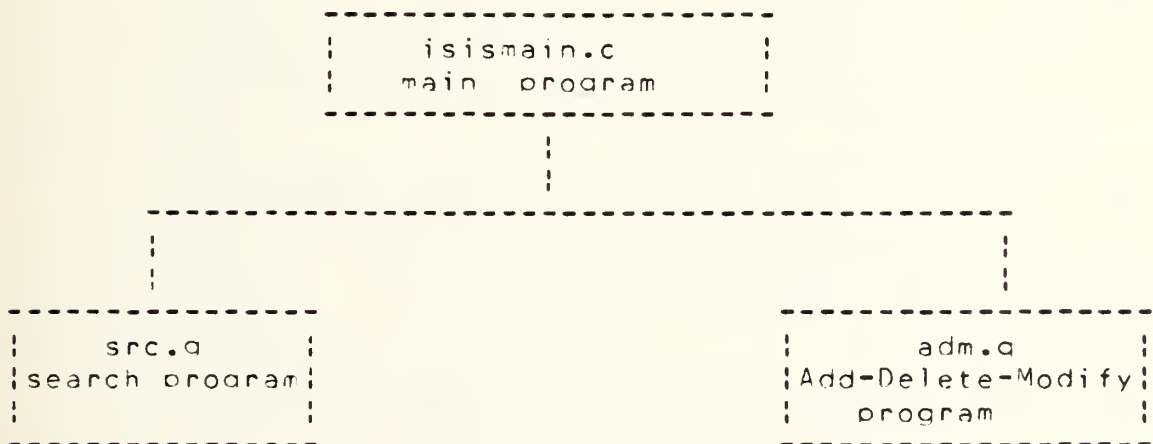 isismain.c
main program
src.q
search program
adm.q
Add-Delete-Modify
program